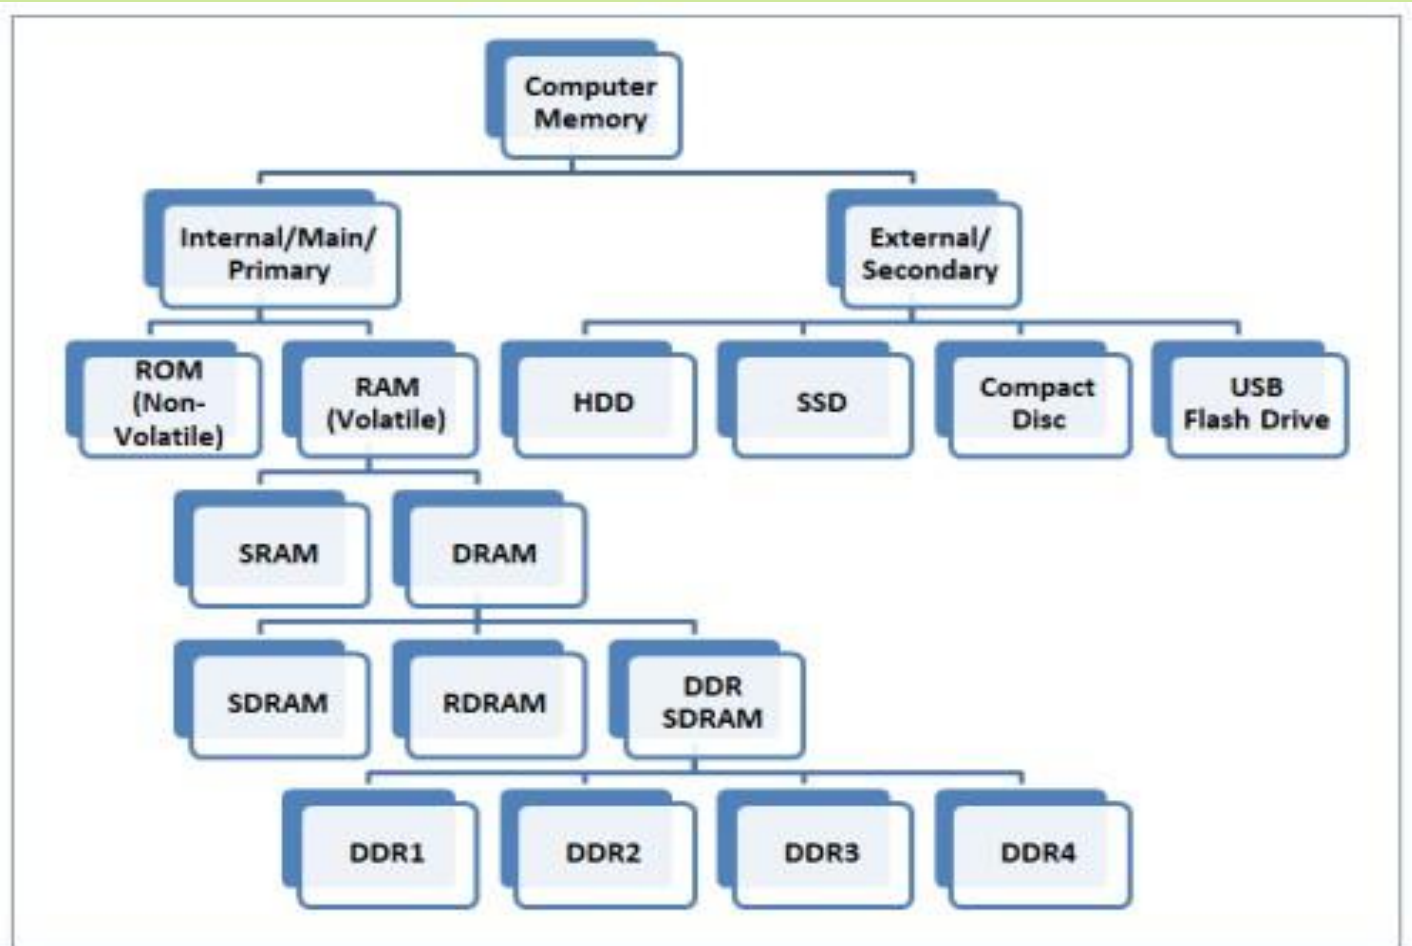 Computer
Memory
Internal/Main/
Primary
External/
Secondary
ROM
(Non-
Volatile)
RAM
(Volatile)
HDD
SSD
Compact
Disc
USB
Flash Drive
SRAM
DRAM
SDRAM
RDRAM
DDR
SDRAM
DDR1
DDR2
DDR3
DDR4